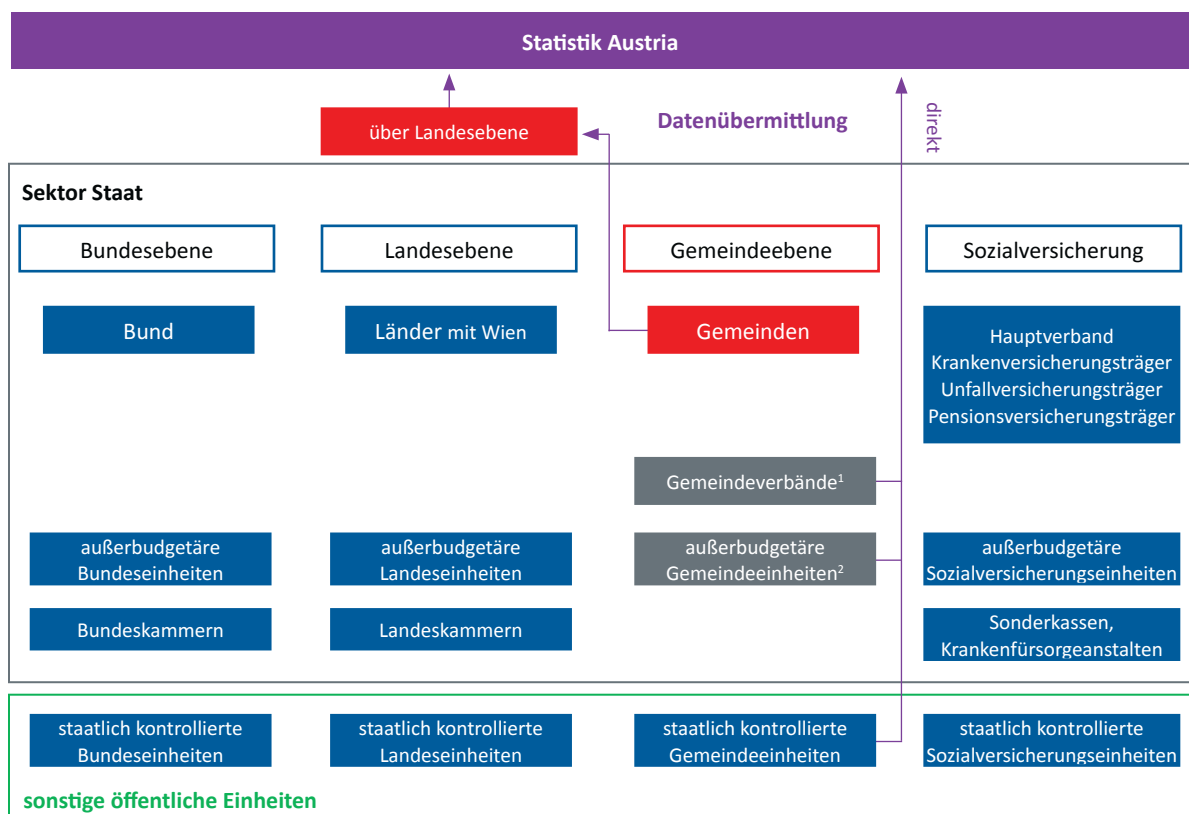 Statistik Austria
über Landesebene
Datenübermittlung
direkt
Sektor Staat
Bundesebene
Landesebene
Gemeindeebene
Sozialversicherung
Bund
Länder mit Wien
Gemeinden
Hauptverband
Krankenversicherungsträger
Unfallversicherungsträger
Pensionsversicherungsträger
Gemeindeverbände¹
außerbudgetäre
Bundeseinheiten
außerbudgetäre
Landeseinheiten
außerbudgetäre
Gemeindeeinheiten²
außerbudgetäre
Sozialversicherungseinheiten
Bundeskammern
Landeskammern
Sonderkassen,
Krankenfürsorgeanstalten
staatlich kontrollierte
Bundeseinheiten
staatlich kontrollierte
Landeseinheiten
staatlich kontrollierte
Gemeindeeinheiten
staatlich kontrollierte
Sozialversicherungseinheiten
sonstige öffentliche Einheiten